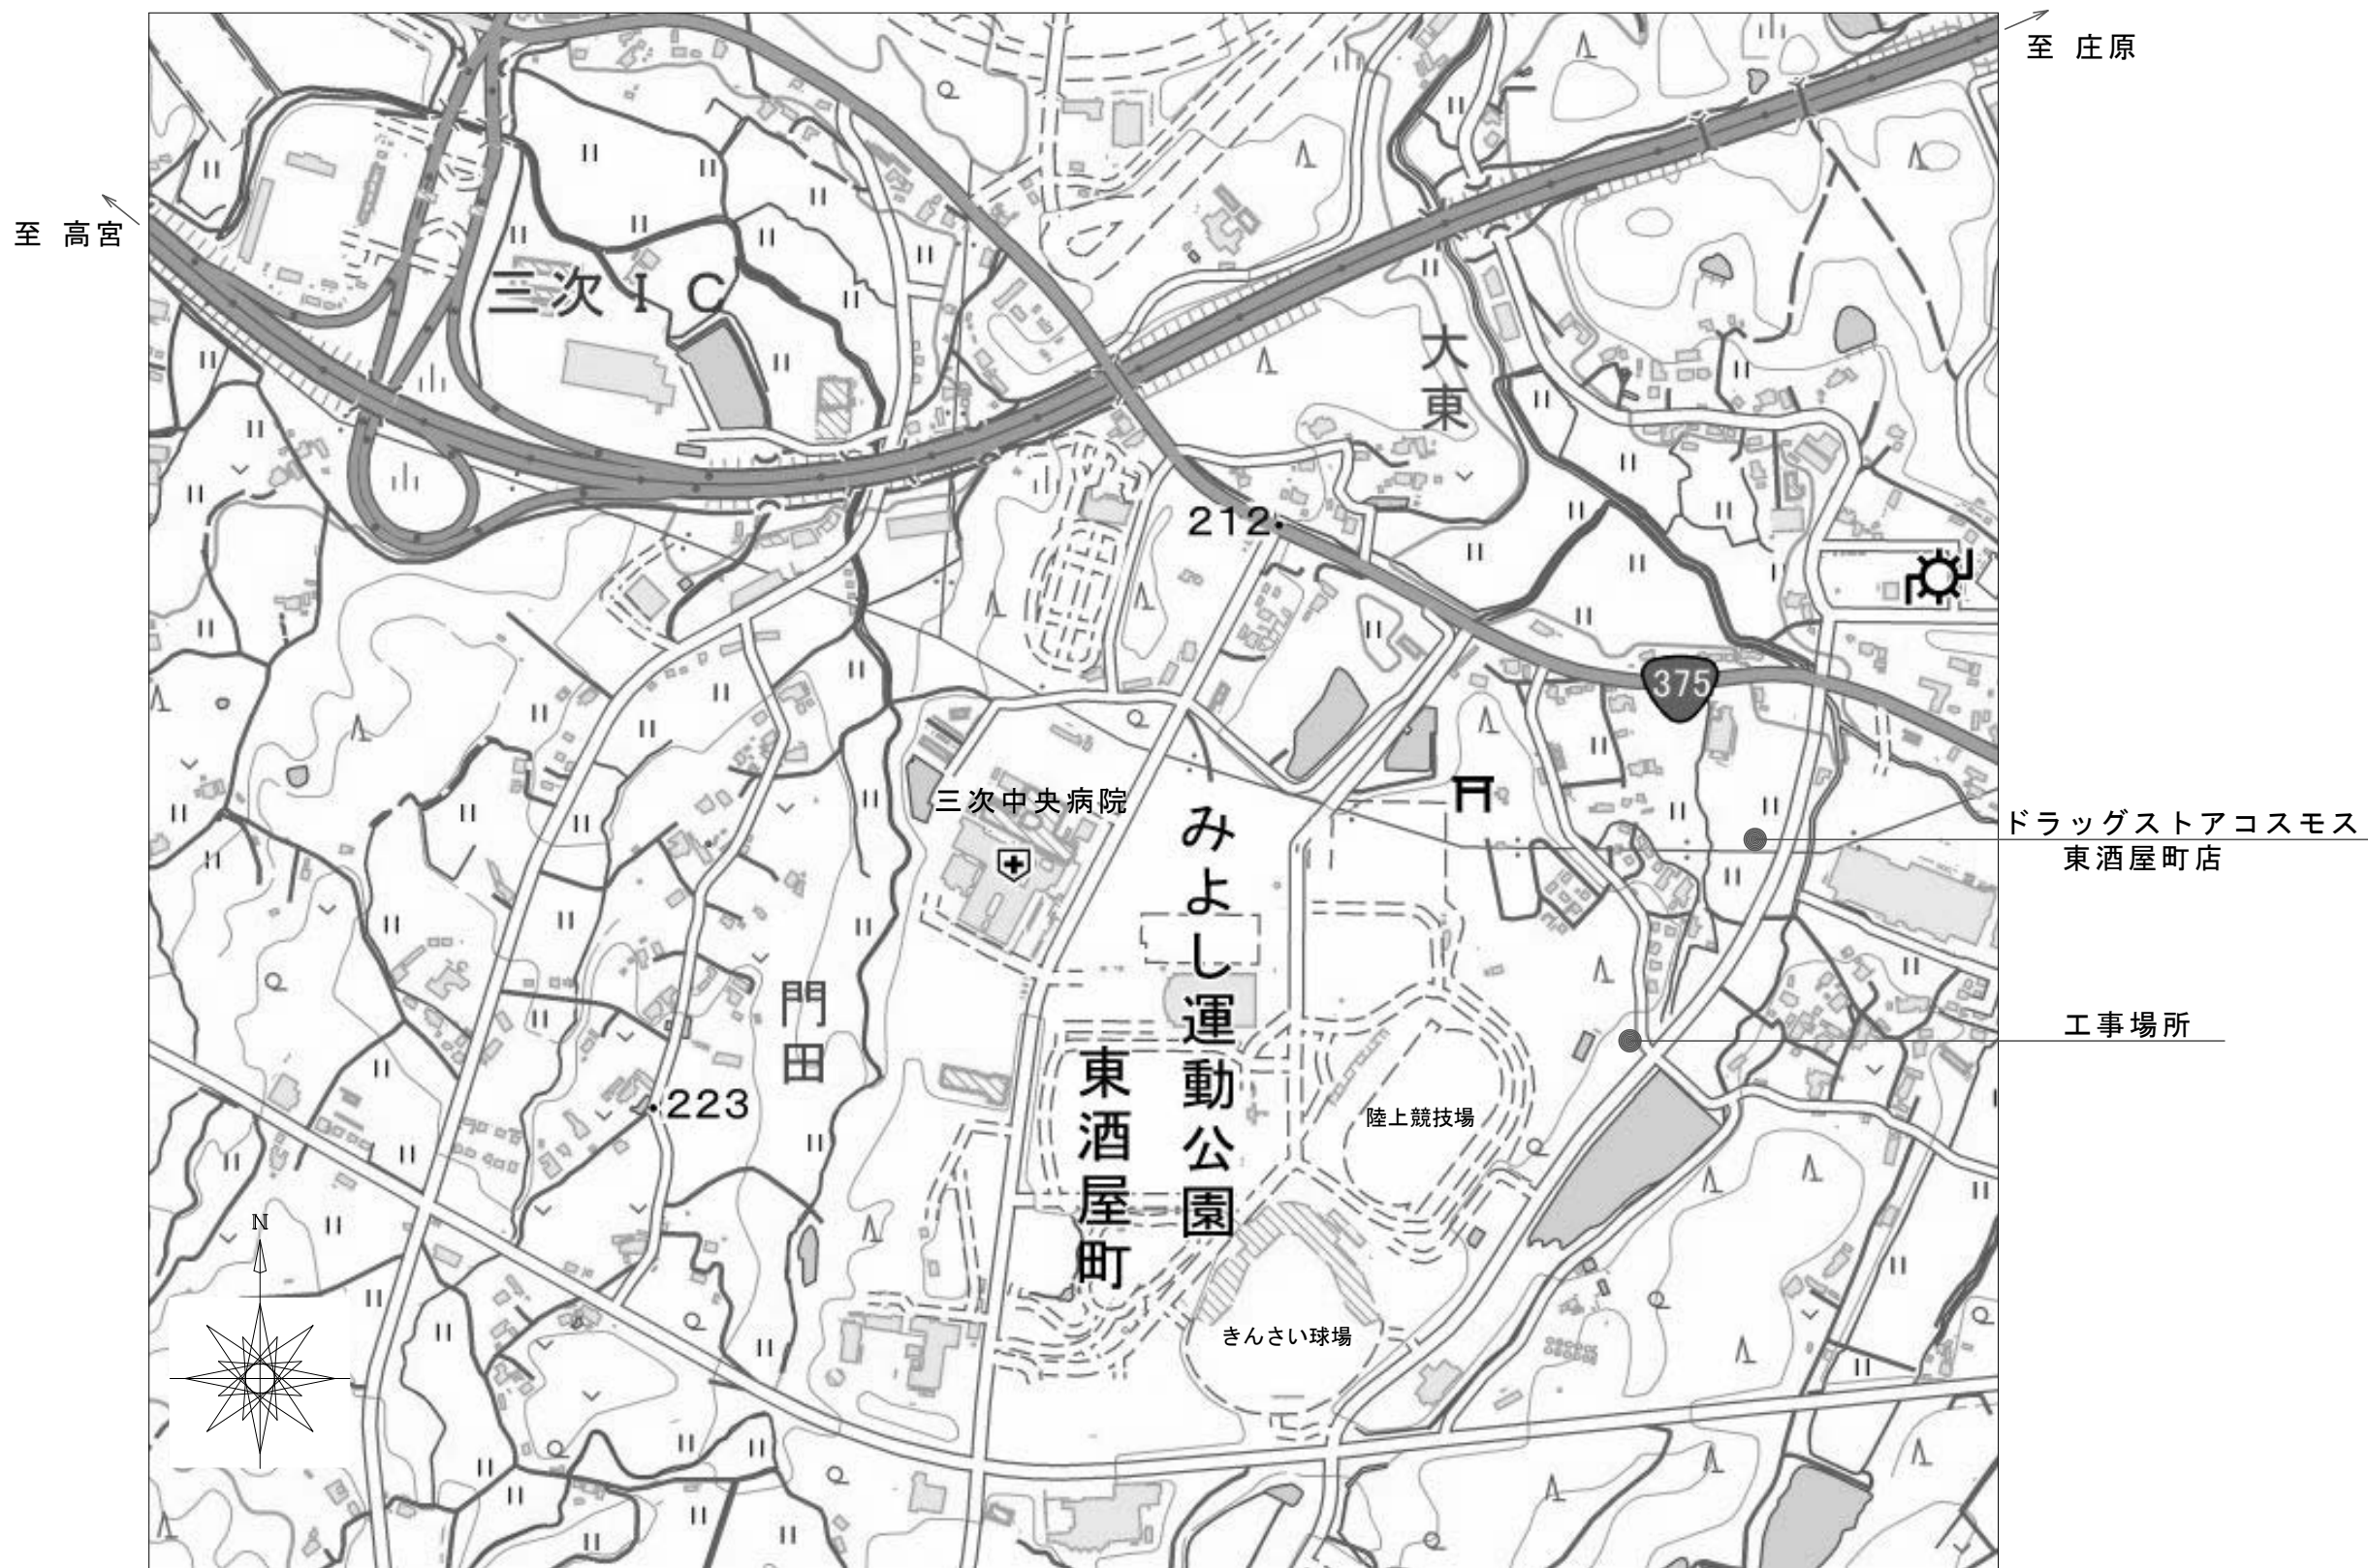 至 庄原
至 高宮
三次IC
大東
212
375
三次中央病院
ドラッグストアコスモス
東酒屋町店
みよし運動公園
門田
工事場所
東酒屋町
223
陸上競技場
N
きんさい球場